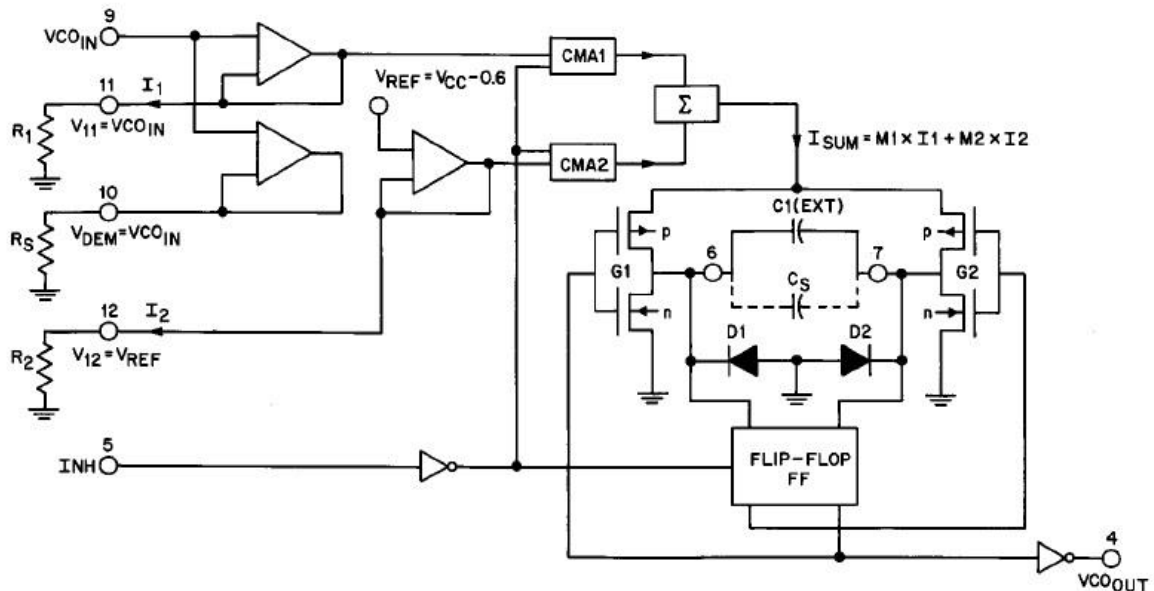 9
VCO_IN
11
I_1
V_11=VCO_IN
R_1
10
V_DEM=VCO_IN
R_S
12
I_2
V_12=V_REF
R_2
5
INH
V_REF=V_CC-0.6
CMA1
CMA2
Σ
I_SUM=M1×I1+M2×I2
C1(EXT)
p
p
6
7
G1
G2
C_S
n
n
D1
D2
FLIP-FLOP
FF
4
VCO_OUT